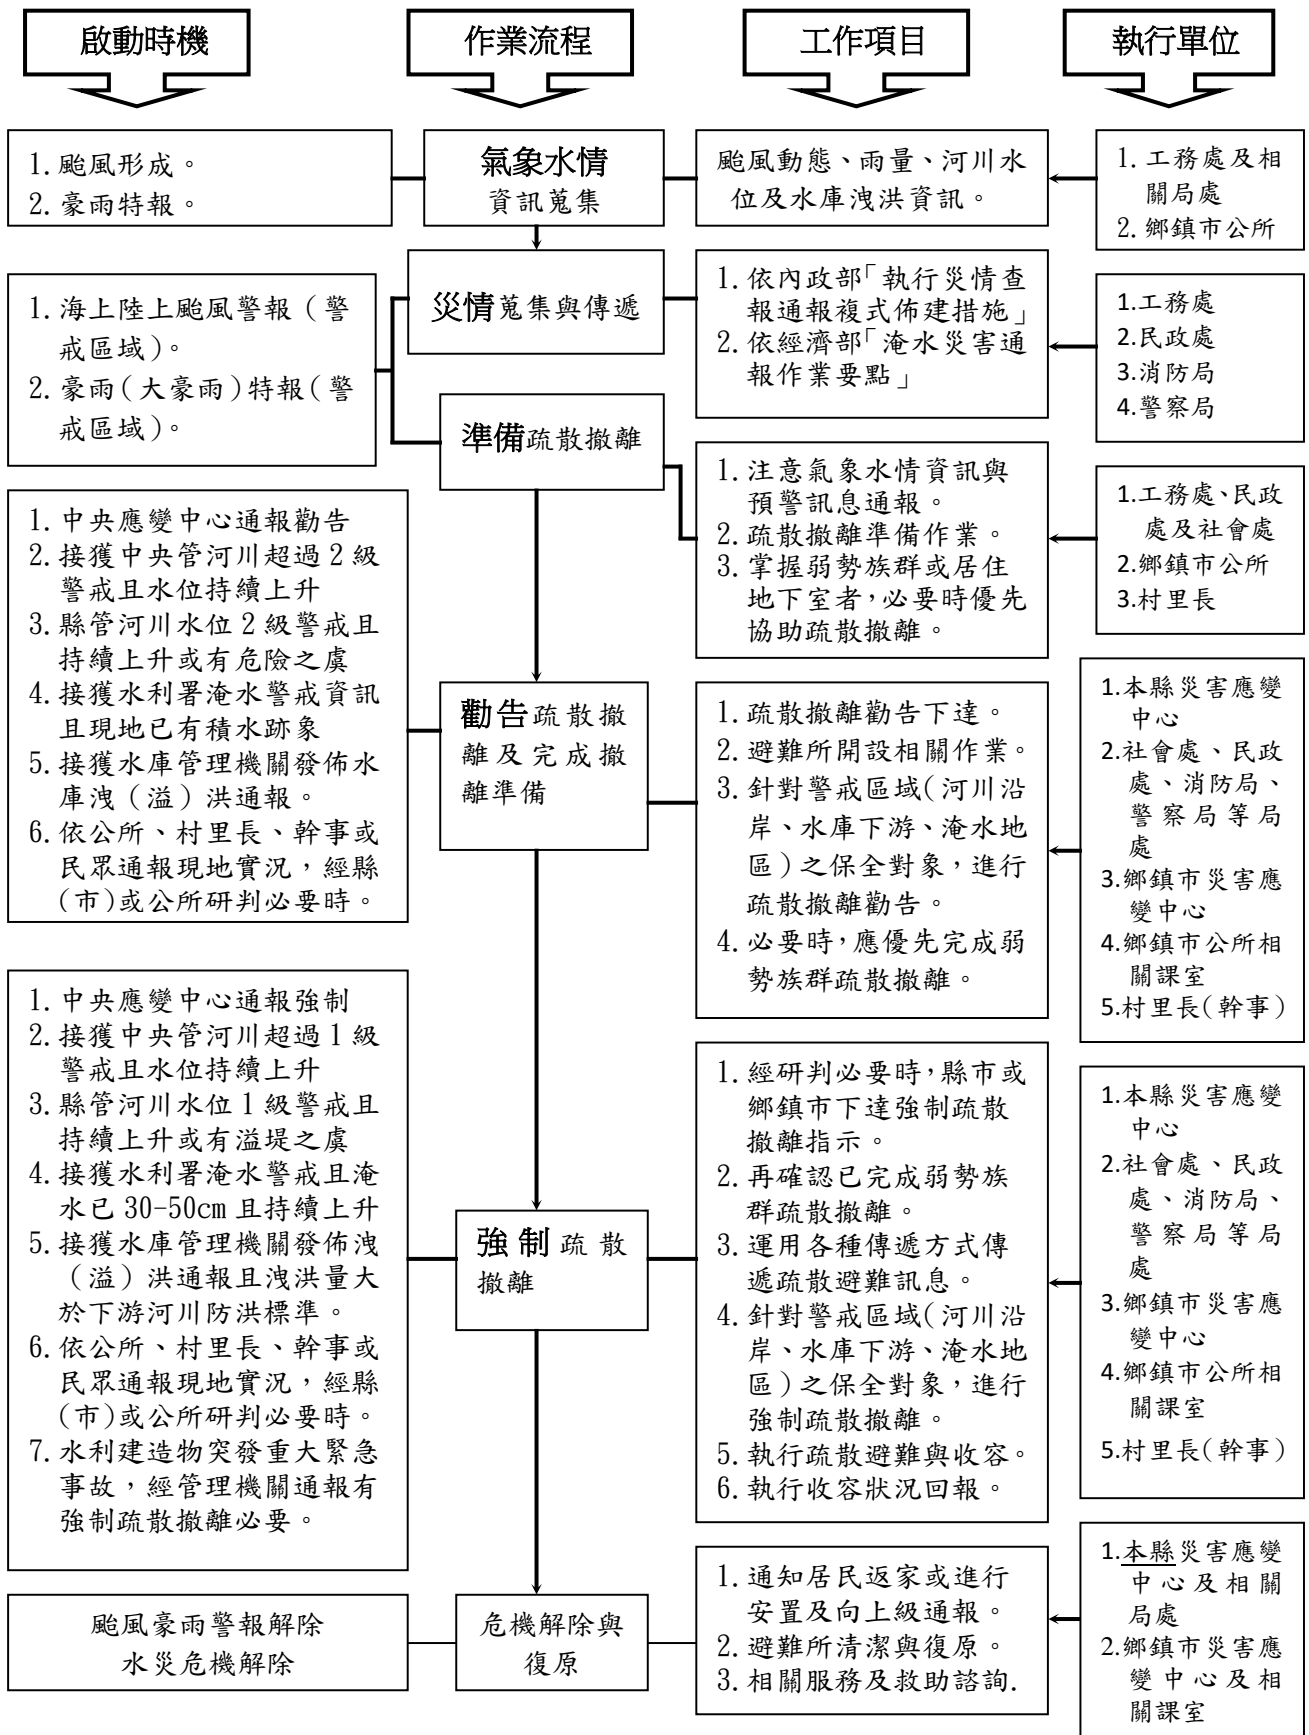 啟動時機
作業流程
工作項目
執行單位
1.颱風形成。
2.豪雨特報。
氣象水情
資訊蒐集
颱風動態、雨量、河川水
位及水庫洩洪資訊。
1.工務處及相
關局處
2.鄉鎮市公所
1.海上陸上颱風警報（警
戒區域）。
2.豪雨（大豪雨）特報（警
戒區域）。
災情蒐集與傳遞
1.依內政部「執行災情查
報通報複式佈建措施」
2.依經濟部「淹水災害通
報作業要點」
1.工務處
2.民政處
3.消防局
4.警察局
準備疏散撤離
1.注意氣象水情資訊與
預警訊息通報。
2.疏散撤離準備作業。
3.掌握弱勢族群或居住
地下室者，必要時優先
協助疏散撤離。
1.工務處、民政
處及社會處
2.鄉鎮市公所
3.村里長
1.中央應變中心通報勸告
2.接獲中央管河川超過2級
警戒且水位持續上升
3.縣管河川水位2級警戒且
持續上升或有危險之虞
4.接獲水利署淹水警戒資訊
且現地已有積水跡象
5.接獲水庫管理機關發佈水
庫洩（溢）洪通報。
6.依公所、村里長、幹事或
民眾通報現地實況，經縣
(市)或公所研判必要時。
勸告疏散撤
離及完成撤
離準備
1.疏散撤離勸告下達。
2.避難所開設相關作業。
3.針對警戒區域(河川沿
岸、水庫下游、淹水地
區)之保全對象，進行
疏散撤離勸告。
4.必要時，應優先完成弱
勢族群疏散撤離。
1.本縣災害應變
中心
2.社會處、民政
處、消防局、
警察局等局
處
3.鄉鎮市災害應
變中心
4.鄉鎮市公所相
關課室
5.村里長(幹事)
1.中央應變中心通報強制
2.接獲中央管河川超過1級
警戒且水位持續上升
3.縣管河川水位1級警戒且
持續上升或有溢堤之虞
4.接獲水利署淹水警戒且淹
水已30-50cm且持續上升
5.接獲水庫管理機關發佈洩
（溢）洪通報且洩洪量大
於下游河川防洪標準。
6.依公所、村里長、幹事或
民眾通報現地實況，經縣
(市)或公所研判必要時。
7.水利建造物突發重大緊急
事故，經管理機關通報有
強制疏散撤離必要。
強制疏散
撤離
1.經研判必要時，縣市或
鄉鎮市下達強制疏散
撤離指示。
2.再確認已完成弱勢族
群疏散撤離。
3.運用各種傳遞方式傳
遞疏散避難訊息。
4.針對警戒區域(河川沿
岸、水庫下游、淹水地
區)之保全對象，進行
強制疏散撤離。
5.執行疏散避難與收容。
6.執行收容狀況回報。
1.本縣災害應變
中心
2.社會處、民政
處、消防局、
警察局等局
處
3.鄉鎮市災害應
變中心
4.鄉鎮市公所相
關課室
5.村里長(幹事)
颱風豪雨警報解除
水災危機解除
危機解除與
復原
1.通知居民返家或進行
安置及向上級通報。
2.避難所清潔與復原。
3.相關服務及救助諮詢.
1.本縣災害應變
中心及相關
局處
2.鄉鎮市災害應
變中心及相
關課室